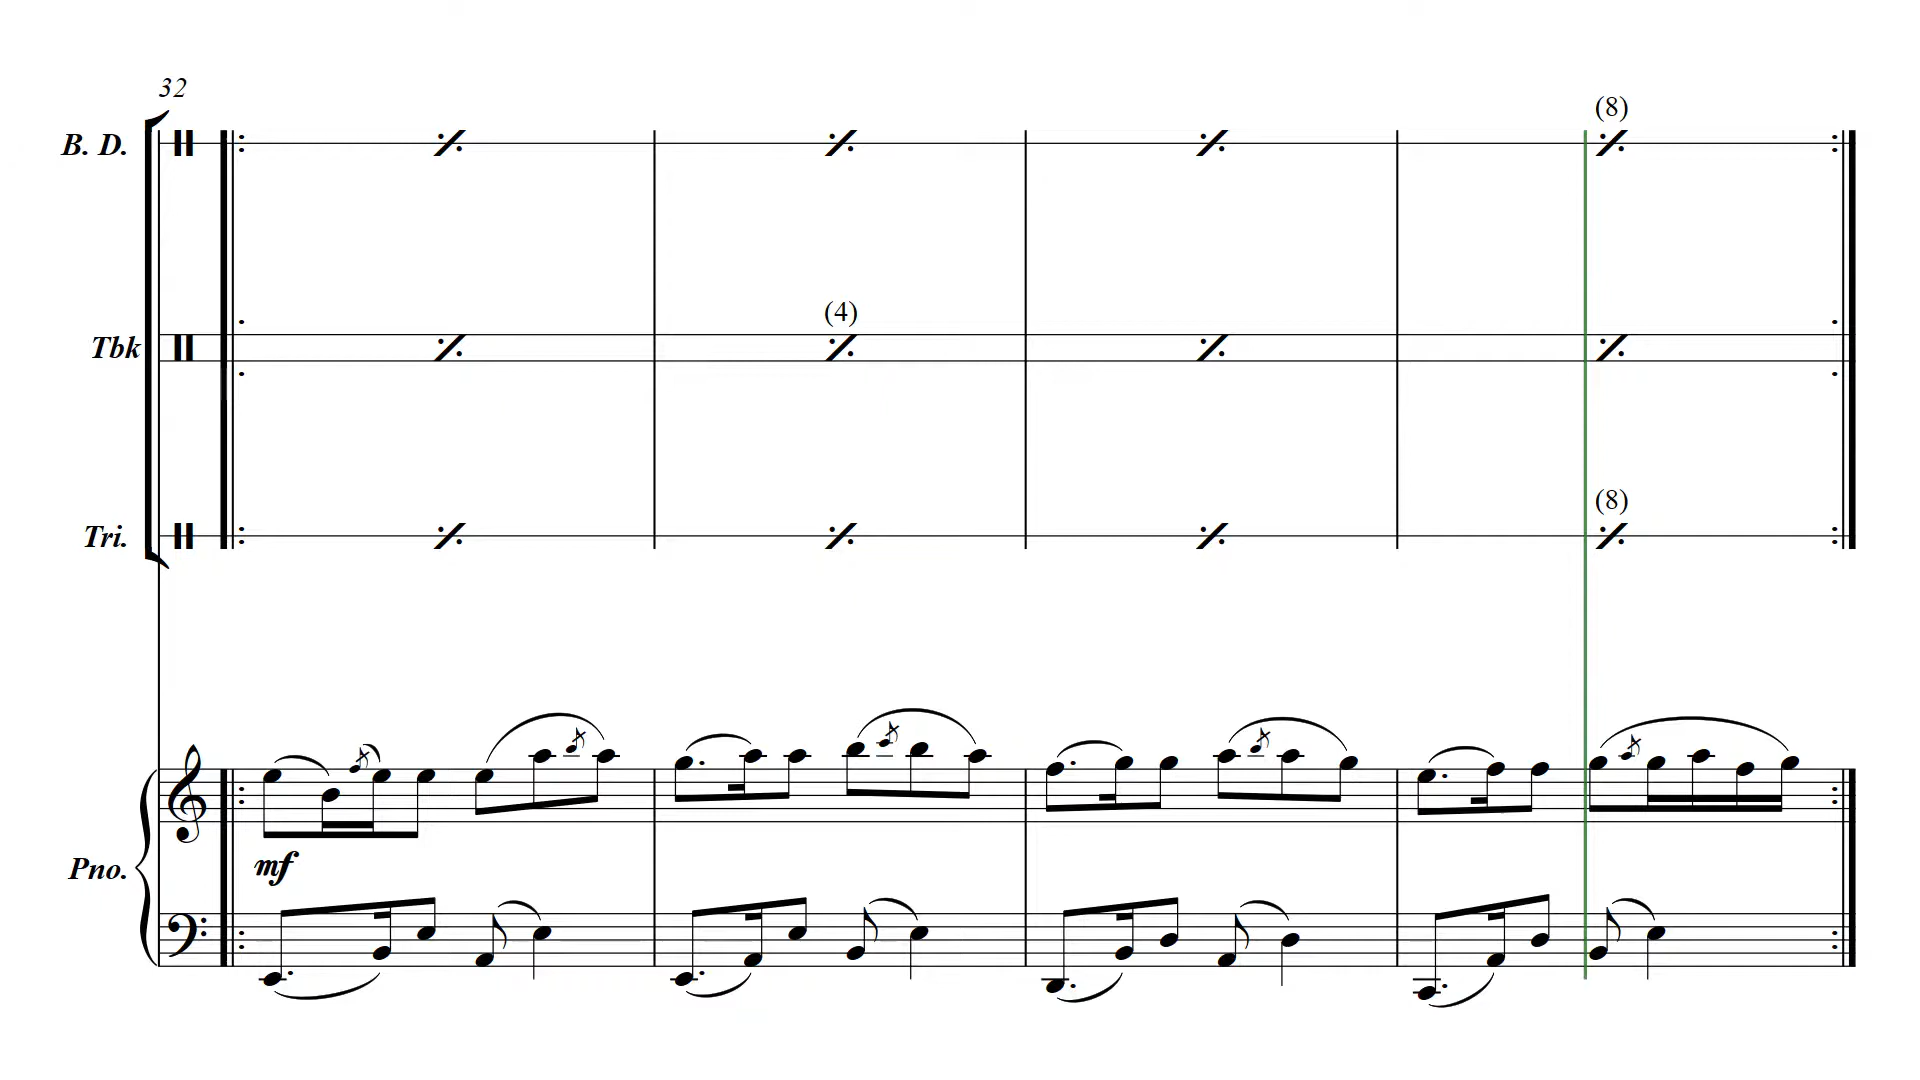 32
(8)
B. D.
(4)
Tbk
(8)
Tri.
Pno.
mf